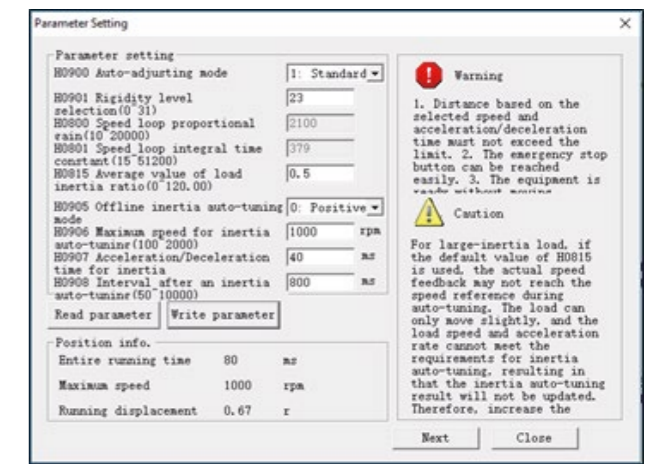 Parameter Setting
Parameter setting
H0900 Auto-adjusting mode
1: Standard
H0901 Rigidity level
selection(0~31)
23
H0800 Speed loop proportional
gain(10~20000)
2100
H0801 Speed loop integral time
constant(15~51200)
379
H0815 Average value of load
inertia ratio(0~120.00)
0.5
H0905 Offline inertia auto-tuning
mode
0: Positive
H0906 Maximum speed for inertia
auto-tuning(100~2000)
1000 rpm
H0907 Acceleration/Deceleration
time for inertia
40 ms
H0908 Interval after an inertia
auto-tuning(50~10000)
800 ms
Read parameter
Write parameter
Position info.
Entire running time 80 ms
Maximum speed 1000 rpm
Running displacement 0.67 r
Warning
1. Distance based on the
selected speed and
acceleration/deceleration
time must not exceed the
limit. 2. The emergency stop
button can be reached
easily. 3. The equipment is
ready without moving
Caution
For large-inertia load, if
the default value of H0815
is used, the actual speed
feedback may not reach the
speed reference during
auto-tuning. The load can
only move slightly, and the
load speed and acceleration
rate cannot meet the
requirements for inertia
auto-tuning, resulting in
that the inertia auto-tuning
result will not be updated.
Therefore, increase the
Next
Close